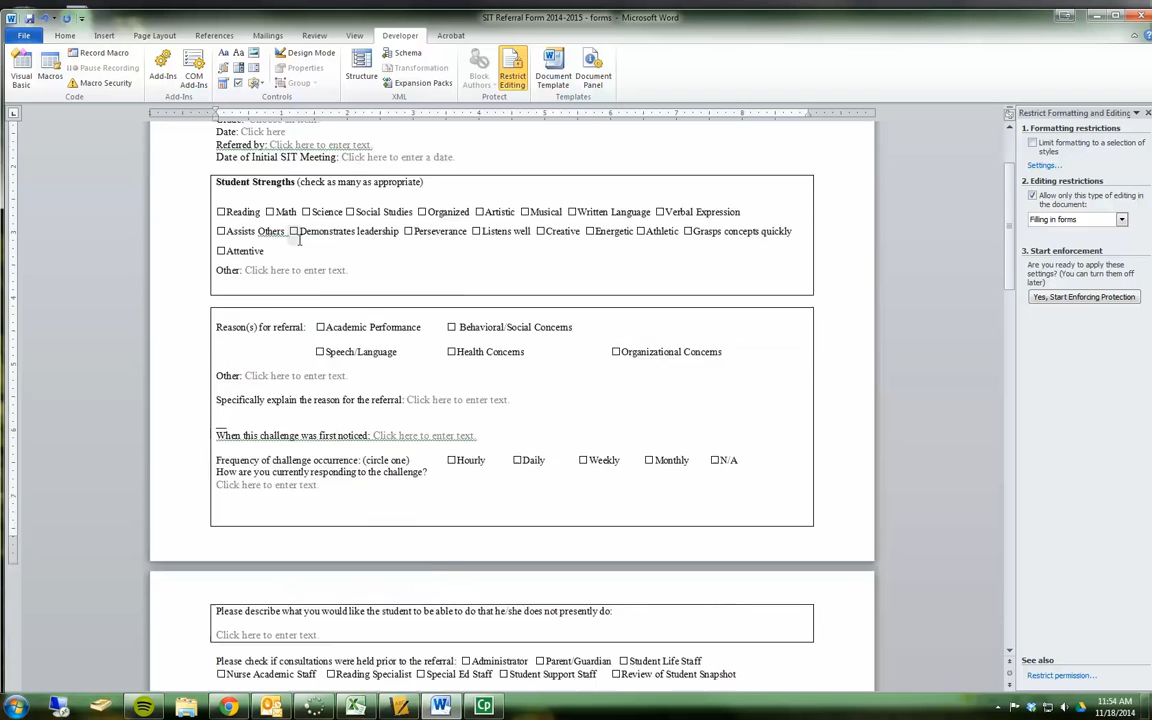 SIT Referral Form 2014-2015 - forms - Microsoft Word
File Home Insert Page Layout References Mailings Review View Developer Acrobat
Visual Basic
Macros
Record Macro
Pause Recording
Macro Security
Code
Add-Ins
COM Add-Ins
Add-Ins
Design Mode
Properties
Group
Controls
Structure
Schema
Transformation
Expansion Packs
XML
Block Authors
Restrict Editing
Protect
Document Template
Document Panel
Templates
Date: Click here
Referred by: Click here to enter text.
Date of Initial SIT Meeting: Click here to enter a date.
Student Strengths (check as many as appropriate)
Reading Math Science Social Studies Organized Artistic Musical Written Language Verbal Expression
Assists Others Demonstrates leadership Perseverance Listens well Creative Energetic Athletic Grasps concepts quickly
Attentive
Other: Click here to enter text.
Reason(s) for referral: Academic Performance Behavioral/Social Concerns
Speech/Language Health Concerns Organizational Concerns
Other: Click here to enter text.
Specifically explain the reason for the referral: Click here to enter text.
When this challenge was first noticed: Click here to enter text.
Frequency of challenge occurrence: (circle one) Hourly Daily Weekly Monthly N/A
How are you currently responding to the challenge?
Click here to enter text.
Please describe what you would like the student to be able to do that he/she does not presently do:
Click here to enter text.
Please check if consultations were held prior to the referral: Administrator Parent/Guardian Student Life Staff
Nurse Academic Staff Reading Specialist Special Ed Staff Student Support Staff Review of Student Snapshot
Restrict Formatting and Editing
1. Formatting restrictions
Limit formatting to a selection of
styles
Settings...
2. Editing restrictions
Allow only this type of editing in
the document:
Filling in forms
3. Start enforcement
Are you ready to apply these
settings? (You can turn them off
later)
Yes, Start Enforcing Protection
See also
Restrict permission...
11:54 AM
11/18/2014